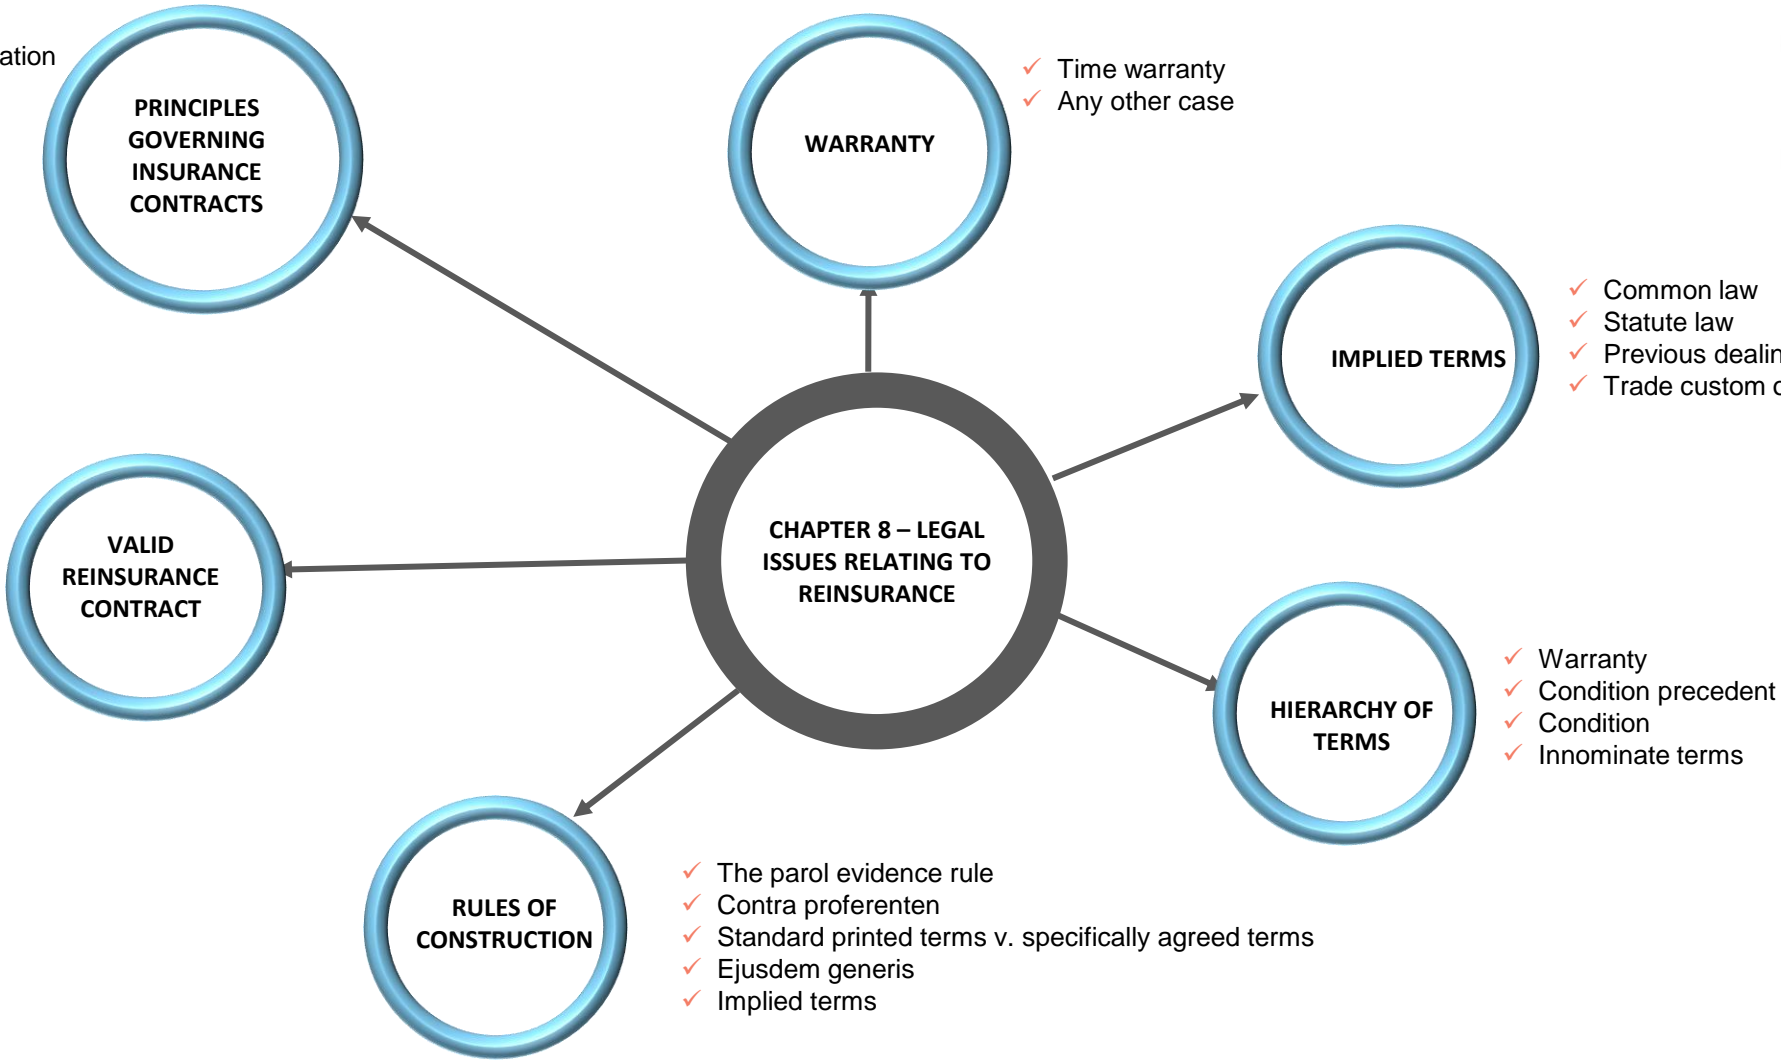 ation
PRINCIPLES
GOVERNING
INSURANCE
CONTRACTS
WARRANTY
Time warranty
Any other case
IMPLIED TERMS
Common law
Statute law
Previous dealin
Trade custom
CHAPTER 8 – LEGAL
ISSUES RELATING TO
REINSURANCE
VALID
REINSURANCE
CONTRACT
HIERARCHY OF
TERMS
Warranty
Condition precedent
Condition
Innominate terms
RULES OF
CONSTRUCTION
The parol evidence rule
Contra proferenten
Standard printed terms v. specifically agreed terms
Ejusdem generis
Implied terms